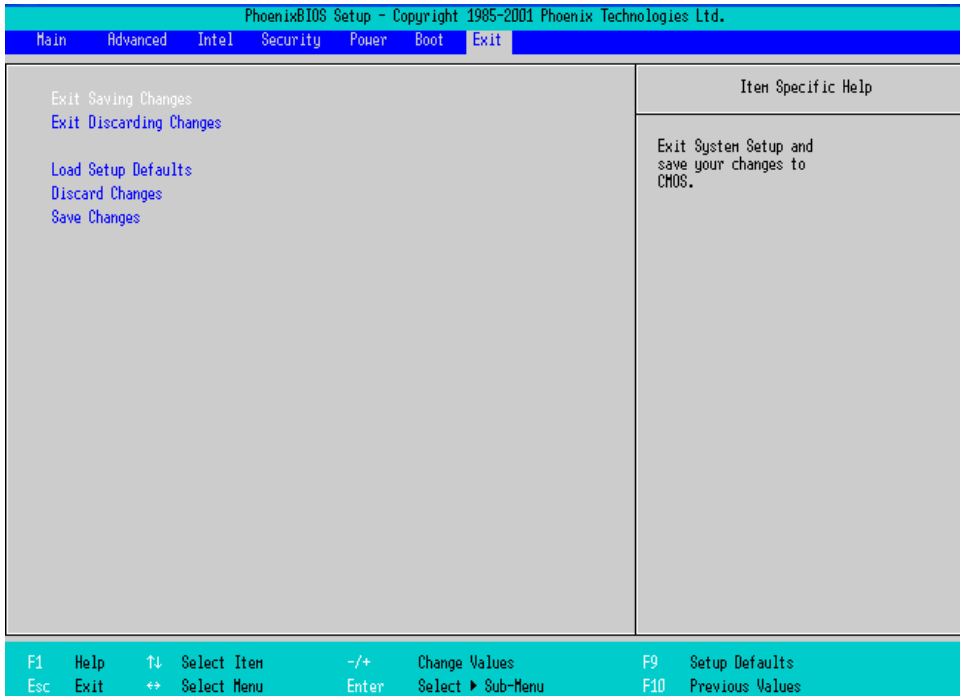 PhoenixBIOS Setup - Copyright 1985-2001 Phoenix Technologies Ltd.
Main Advanced Intel Security Power Boot Exit
Exit Saving Changes
Exit Discarding Changes
Load Setup Defaults
Discard Changes
Save Changes
Item Specific Help
Exit System Setup and
save your changes to
CMOS.
F1 Help ↑↓ Select Item -/+ Change Values F9 Setup Defaults
Esc Exit ↔ Select Menu Enter Select ▶ Sub-Menu F10 Previous Values